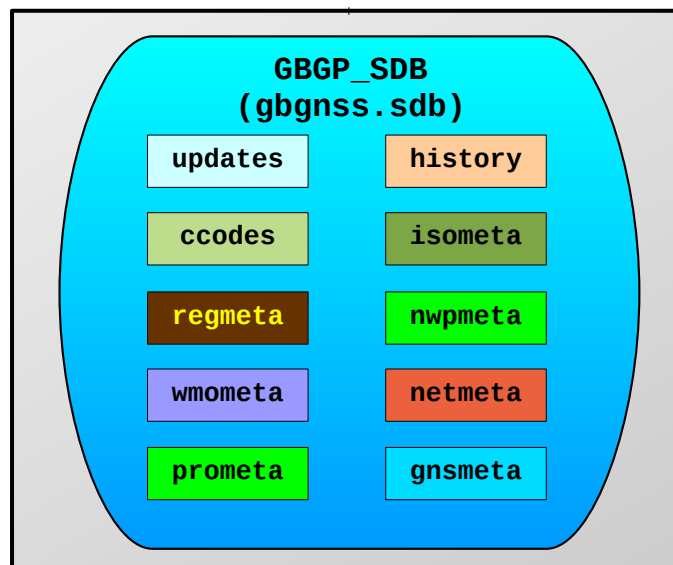 GBGP_SDB
(gbgnss.sdb)
updates history
ccodes isometa
regmeta nwpmeta
wmometa netmeta
prometa gnsmeta